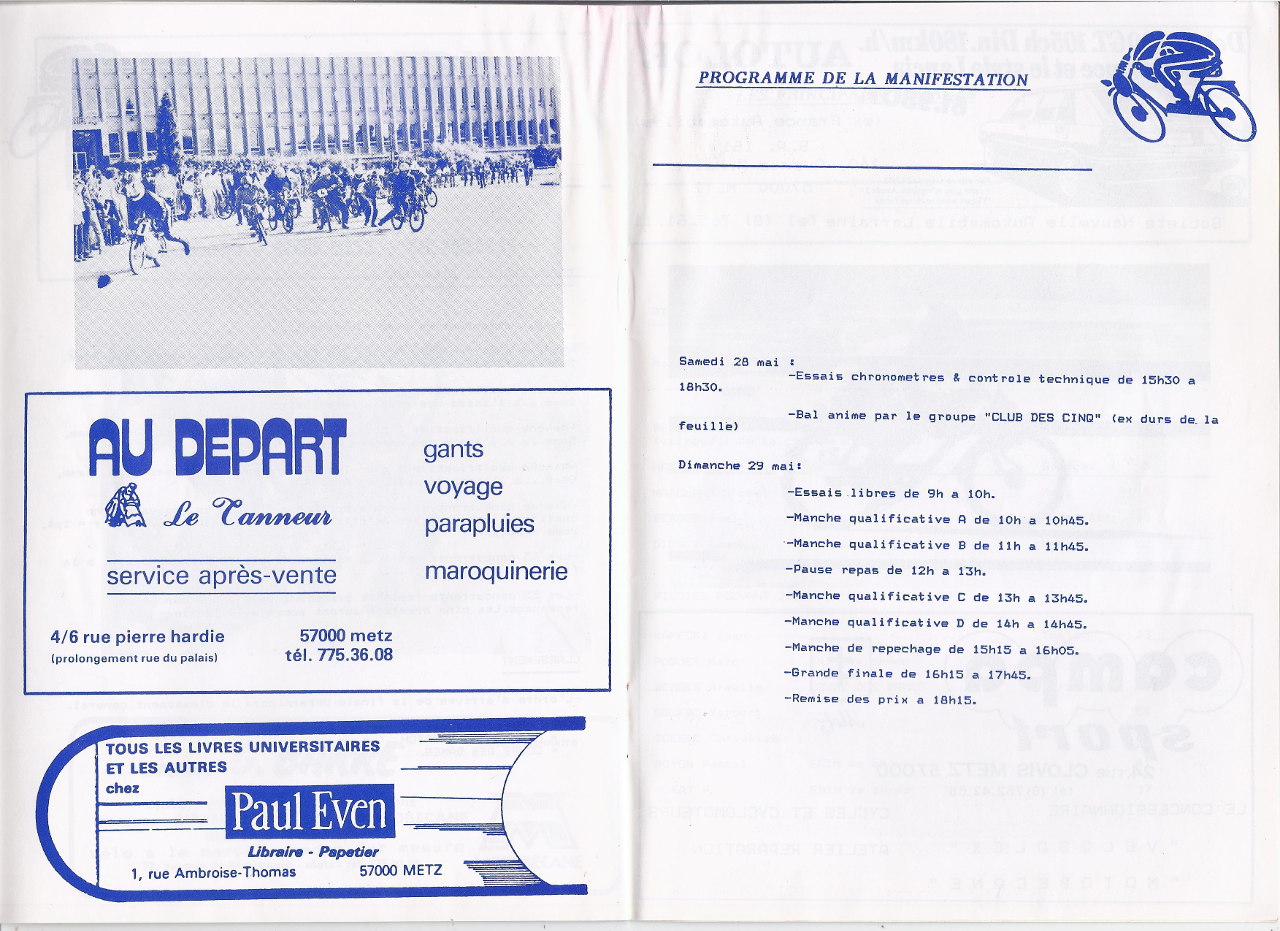 AU DEPART
Le Tanneur
service après-vente
gants
voyage
parapluies
maroquinerie
4/6 rue pierre hardie
(prolongement rue du palais)
57000 metz
tél. 775.36.08
TOUS LES LIVRES UNIVERSITAIRES
ET LES AUTRES
chez
Paul Even
Libraire - Papetier
1, rue Ambroise-Thomas 57000 METZ
PROGRAMME DE LA MANIFESTATION
Samedi 28 mai :
-Essais chronometres & controle technique de 15h30 a
18h30.
-Bal anime par le groupe "CLUB DES CINQ" (ex durs de la
feuille)
Dimanche 29 mai:
-Essais libres de 9h a 10h.
-Manche qualificative A de 10h a 10h45.
-Manche qualificative B de 11h a 11h45.
-Pause repas de 12h a 13h.
-Manche qualificative C de 13h a 13h45.
-Manche qualificative D de 14h a 14h45.
-Manche de repechage de 15h15 a 16h05.
-Grande finale de 16h15 a 17h45.
-Remise des prix a 18h15.